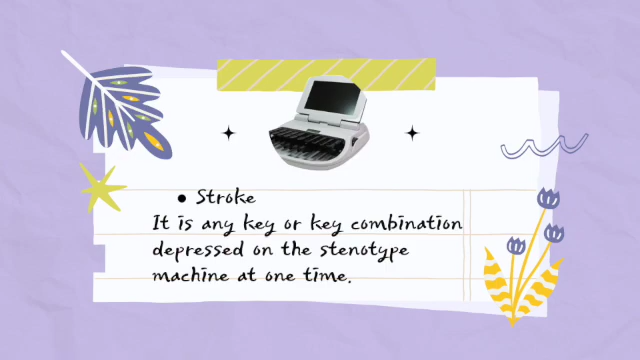 • Stroke
It is any key or key combination
depressed on the stenotype
machine at one time.